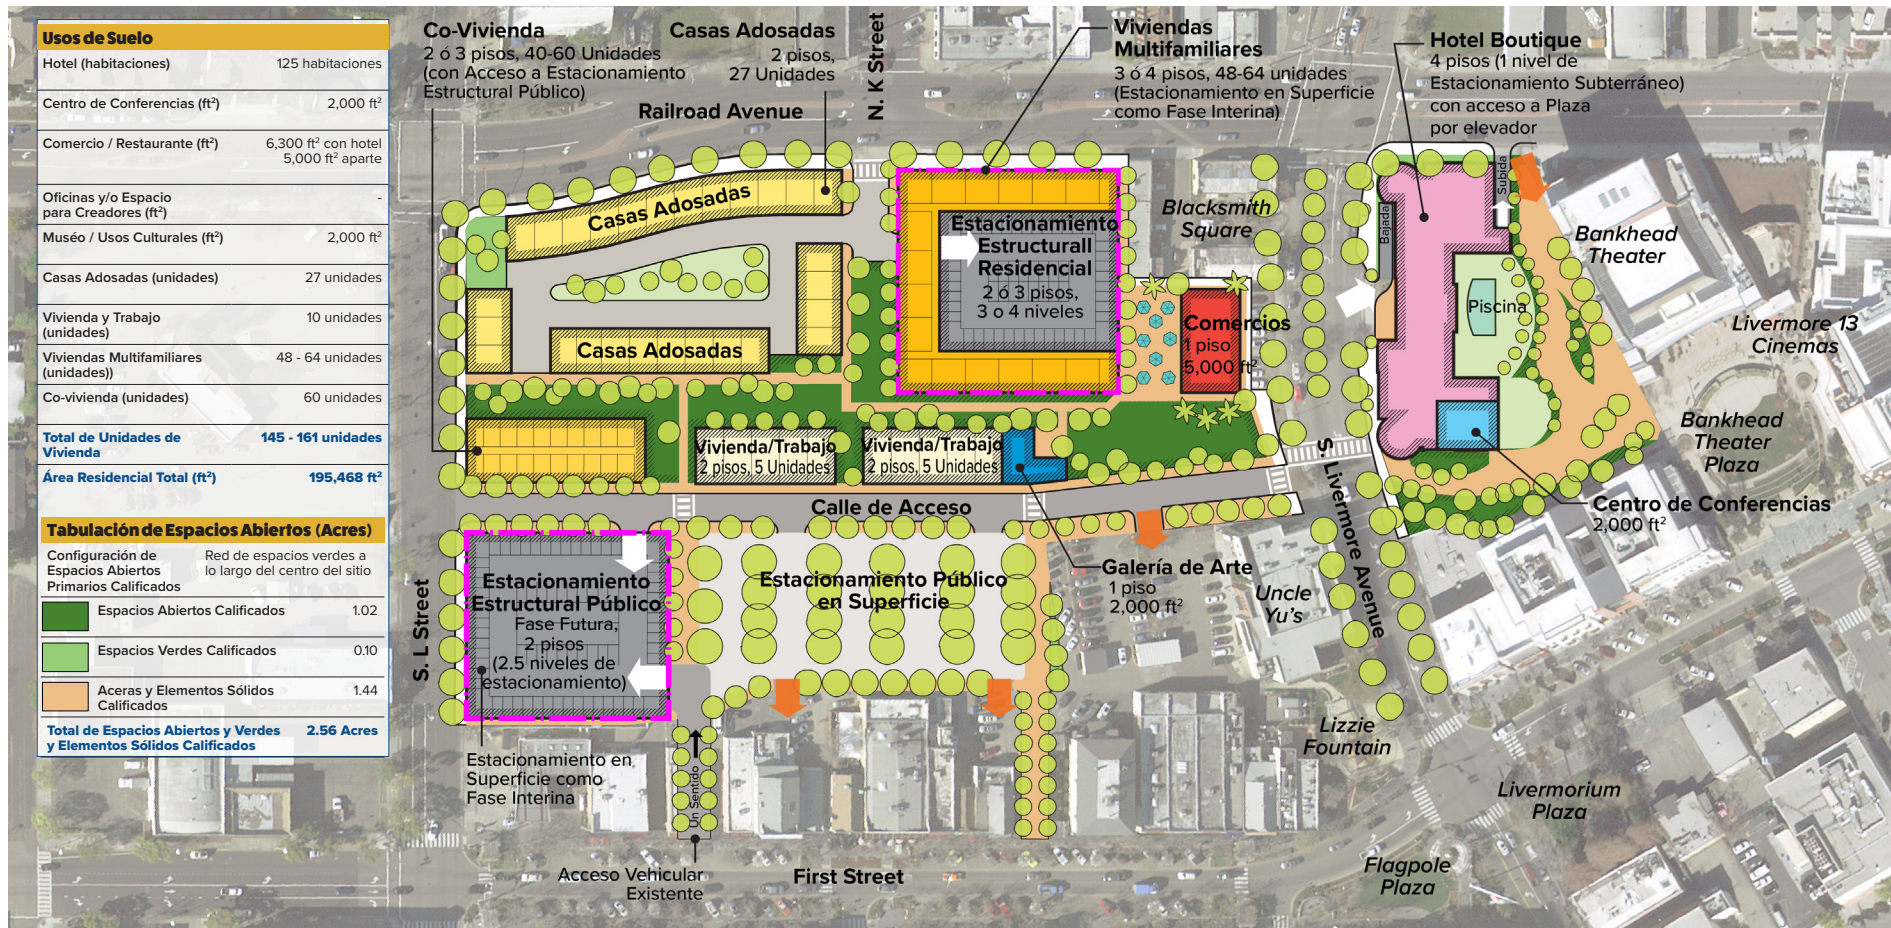 Usos de Suelo
Hotel (habitaciones) 125 habitaciones
Centro de Conferencias (ft²) 2,000 ft²
Comercio / Restaurante (ft²) 6,300 ft² con hotel
5,000 ft² aparte
Oficinas y/o Espacio -
para Creadores (ft²)
Muséo / Usos Culturales (ft²) 2,000 ft²
Casas Adosadas (unidades) 27 unidades
Vivienda y Trabajo 10 unidades
(unidades)
Viviendas Multifamiliares 48 - 64 unidades
(unidades))
Co-vivienda (unidades) 60 unidades
Total de Unidades de 145 - 161 unidades
Vivienda
Área Residencial Total (ft²) 195,468 ft²
Tabulación de Espacios Abiertos (Acres)
Configuración de
Espacios Abiertos
Primarios Calificados
Red de espacios verdes a
lo largo del centro del sitio
Espacios Abiertos Calificados 1.02
Espacios Verdes Calificados 0.10
Aceras y Elementos Sólidos 1.44
Calificados
Total de Espacios Abiertos y Verdes 2.56 Acres
y Elementos Sólidos Calificados
Co-Vivienda
2 ó 3 pisos, 40-60 Unidades
(con Acceso a Estacionamiento
Estructural Público)
Casas Adosadas
2 pisos,
27 Unidades
Railroad Avenue
N. K Street
Viviendas
Multifamiliares
3 ó 4 pisos, 48-64 unidades
(Estacionamiento en Superficie
como Fase Interina)
Hotel Boutique
4 pisos (1 nivel de
Estacionamiento Subterráneo)
con acceso a Plaza
por elevador
Subida
Bajada
Casas Adosadas
Estacionamiento
Estructurall
Residencial
2 ó 3 pisos,
3 o 4 niveles
Blacksmith
Square
Bankhead
Theater
Piscina
Livermore 13
Cinemas
Comercios
1 piso
5,000 ft²
Casas Adosadas
Bankhead
Theater
Plaza
Vivienda/Trabajo
2 pisos, 5 Unidades
Vivienda/Trabajo
2 pisos, 5 Unidades
S. Livermore Avenue
Centro de Conferencias
2,000 ft²
Calle de Acceso
S. L Street
Estacionamiento
Estructural Público
Fase Futura,
2 pisos
(2.5 niveles de
estacionamiento)
Estacionamiento Público
en Superficie
Galería de Arte
1 piso
2,000 ft²
Uncle
Yu's
Lizzie
Fountain
Livermorium
Plaza
Estacionamiento en
Superficie como
Fase Interina
Un Sentido
Acceso Vehicular
Existente
First Street
Flagpole
Plaza